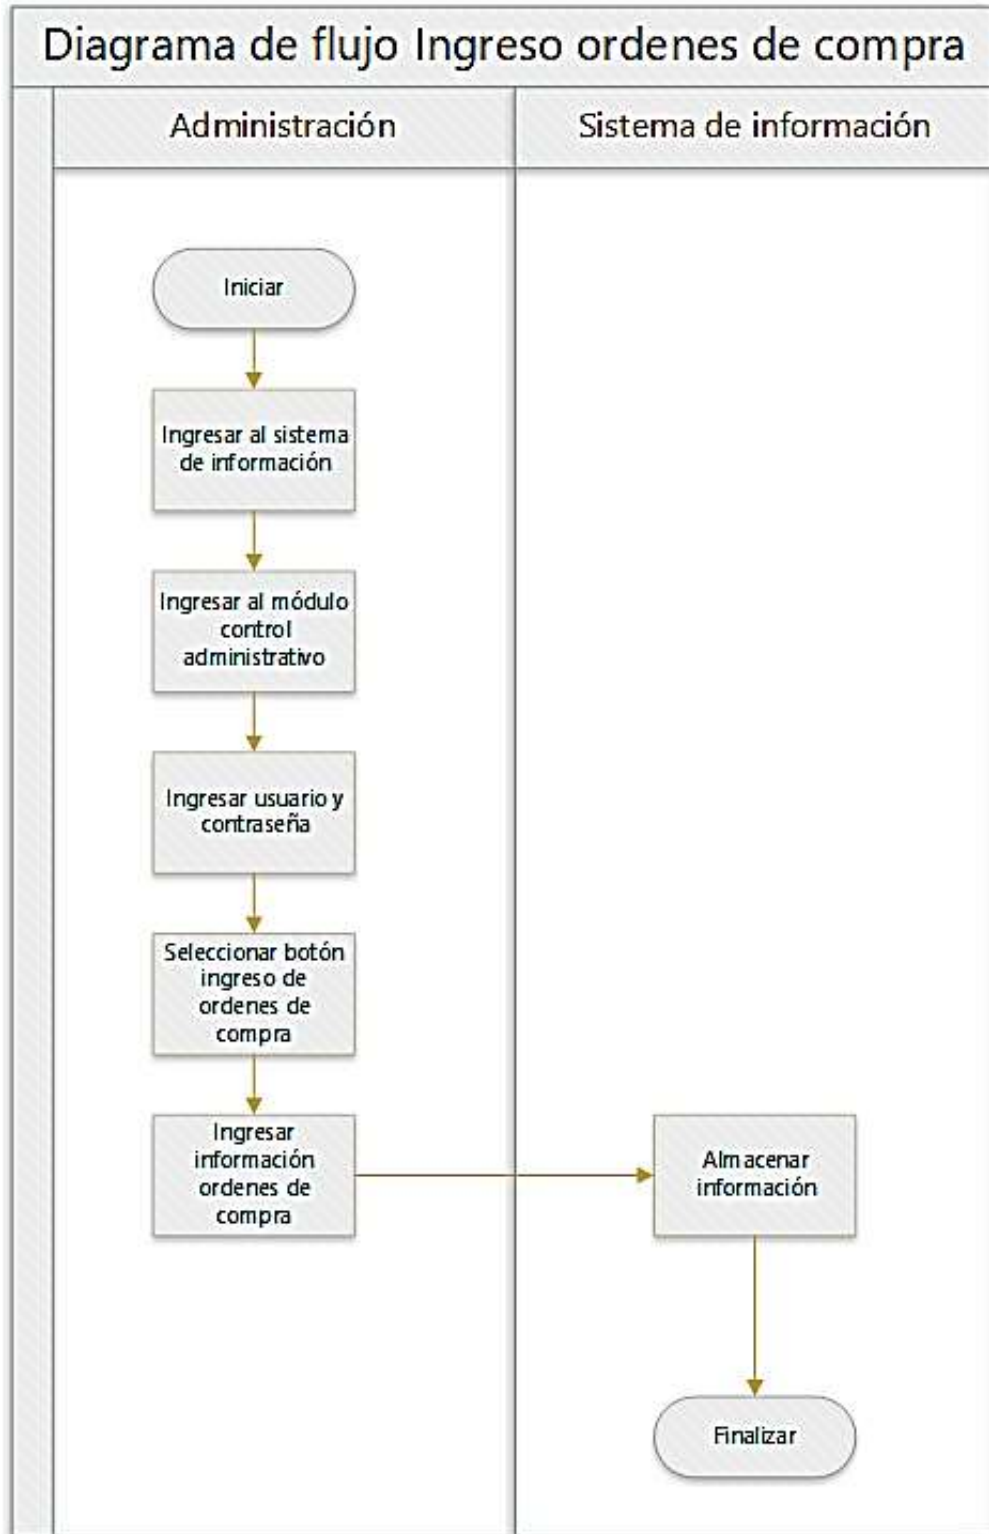 Diagrama de flujo Ingreso ordenes de compra
Administración
Sistema de información
Iniciar
Ingresar al sistema
de información
Ingresar al módulo
control
administrativo
Ingresar usuario y
contraseña
Seleccionar botón
ingreso de
ordenes de
compra
Ingresar
información
ordenes de
compra
Almacenar
información
Finalizar